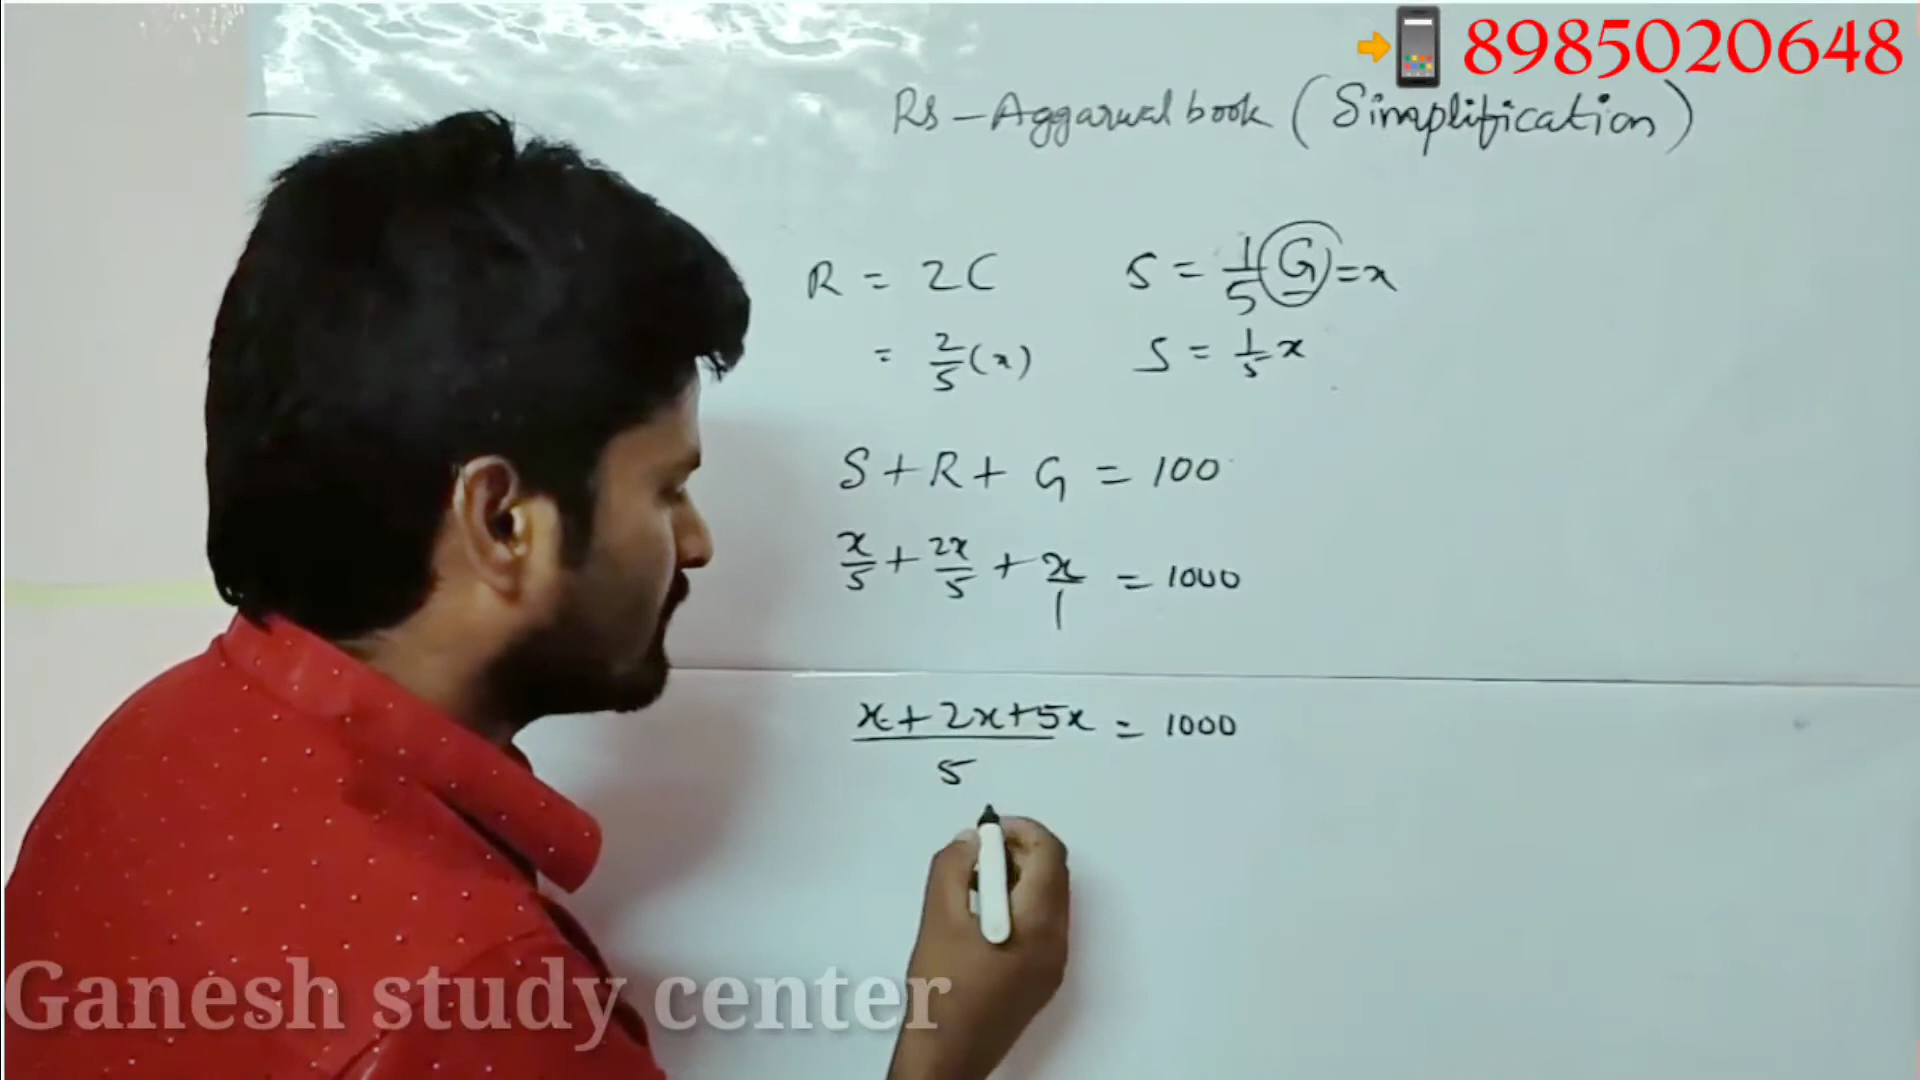 8985020648
Rs-Aggarwal book (Simplification)
R = 2C
S = 1/5 G = x
= 2/5 (x)
S = 1/5 x
S + R + G = 100
x/5 + 2x/5 + x/1 = 1000
x + 2x + 5x / 5 = 1000
Ganesh study center